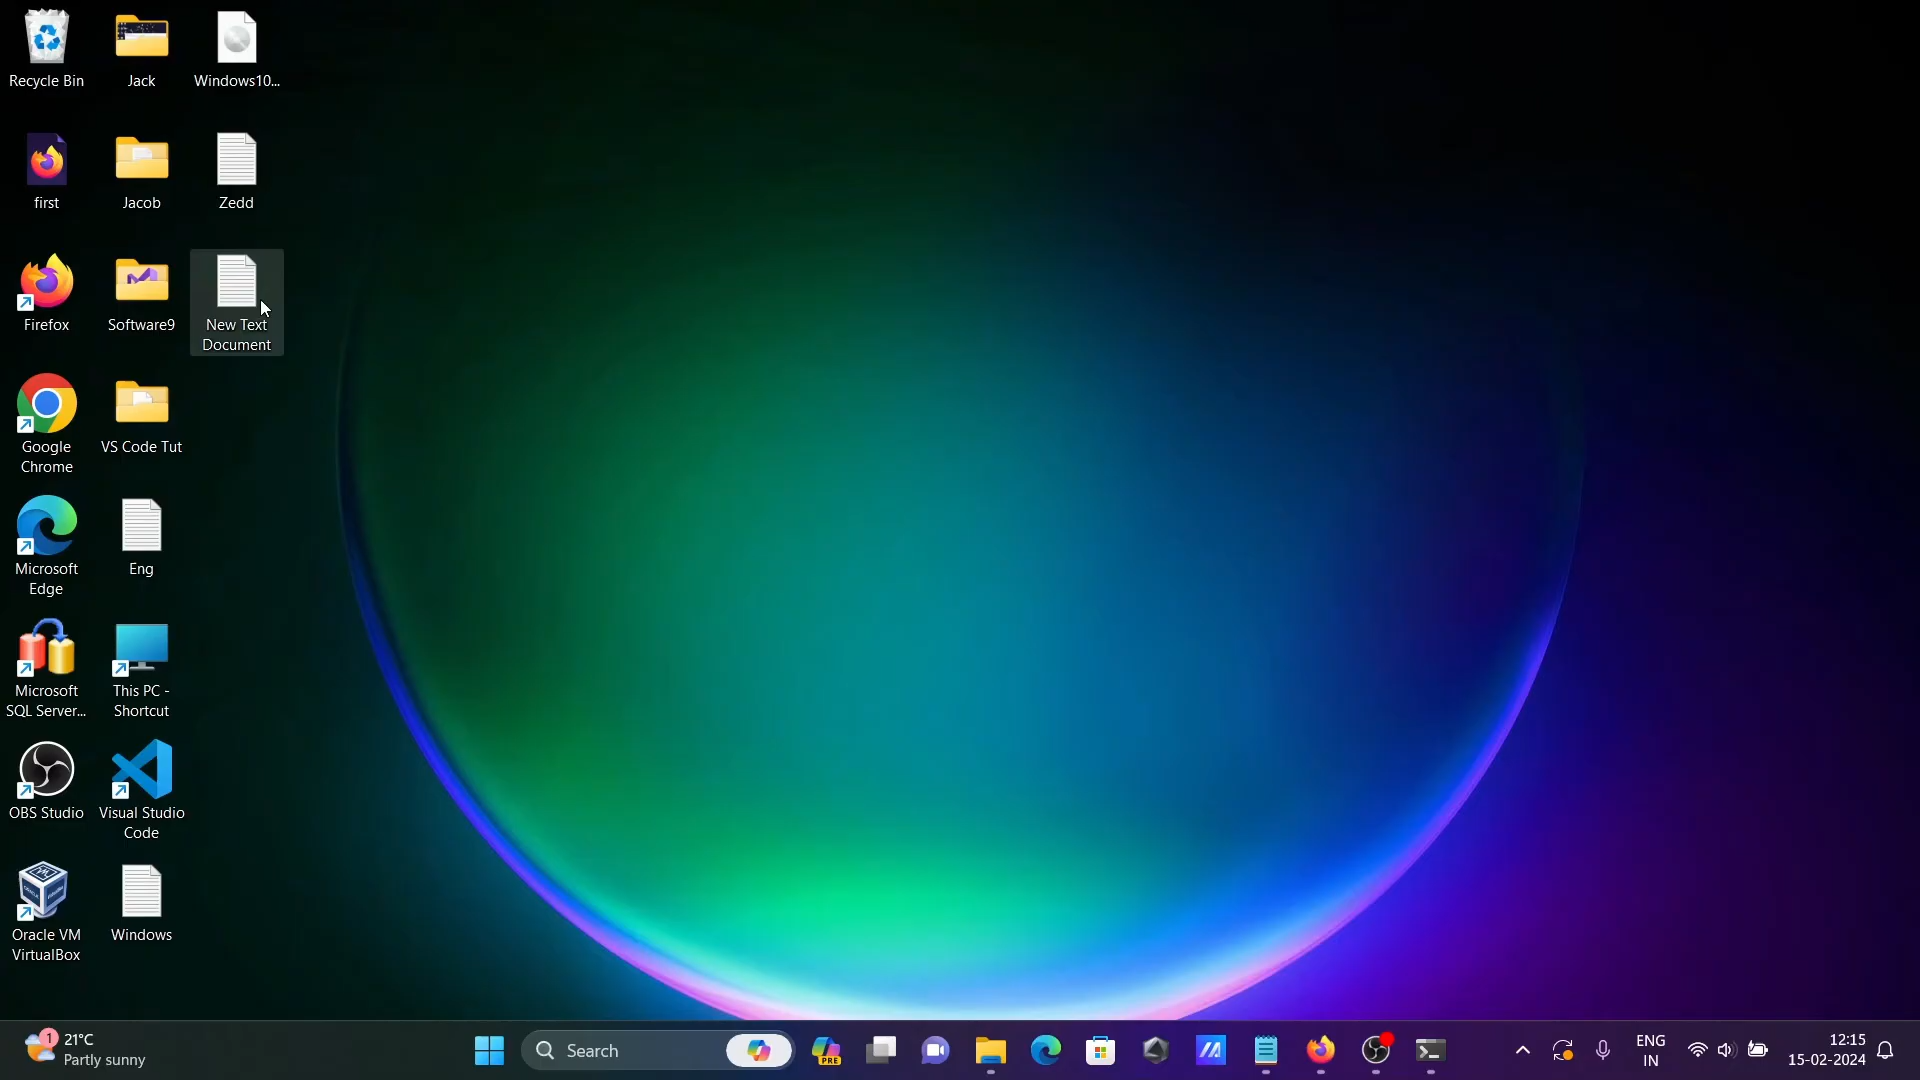 Recycle Bin
Jack
Windows10...
first
Jacob
Zedd
Firefox
Software9
New Text
Document
Google
Chrome
VS Code Tut
Microsoft
Edge
Eng
Microsoft
SQL Server...
This PC -
Shortcut
OBS Studio
Visual Studio
Code
Oracle VM
VirtualBox
Windows
1
21°C
Partly sunny
Search
PRE
ENG
IN
12:15
15-02-2024